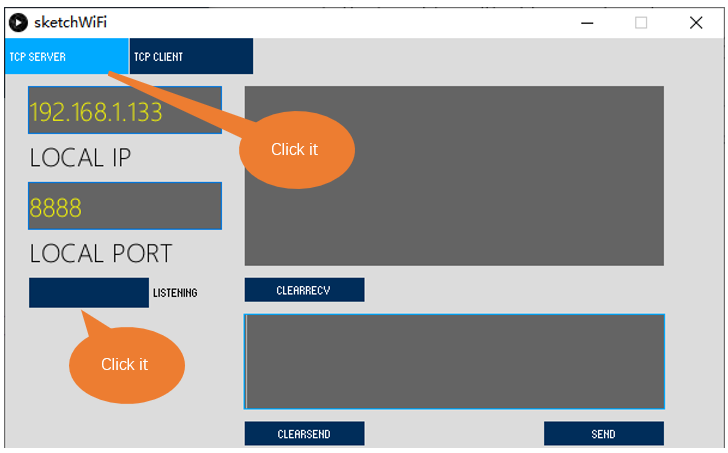 sketchWiFi
TCP SERVER
TCP CLIENT
192.168.1.133
Click it
LOCAL IP
8888
LOCAL PORT
LISTENING
CLEARRECV
Click it
CLEARSEND
SEND